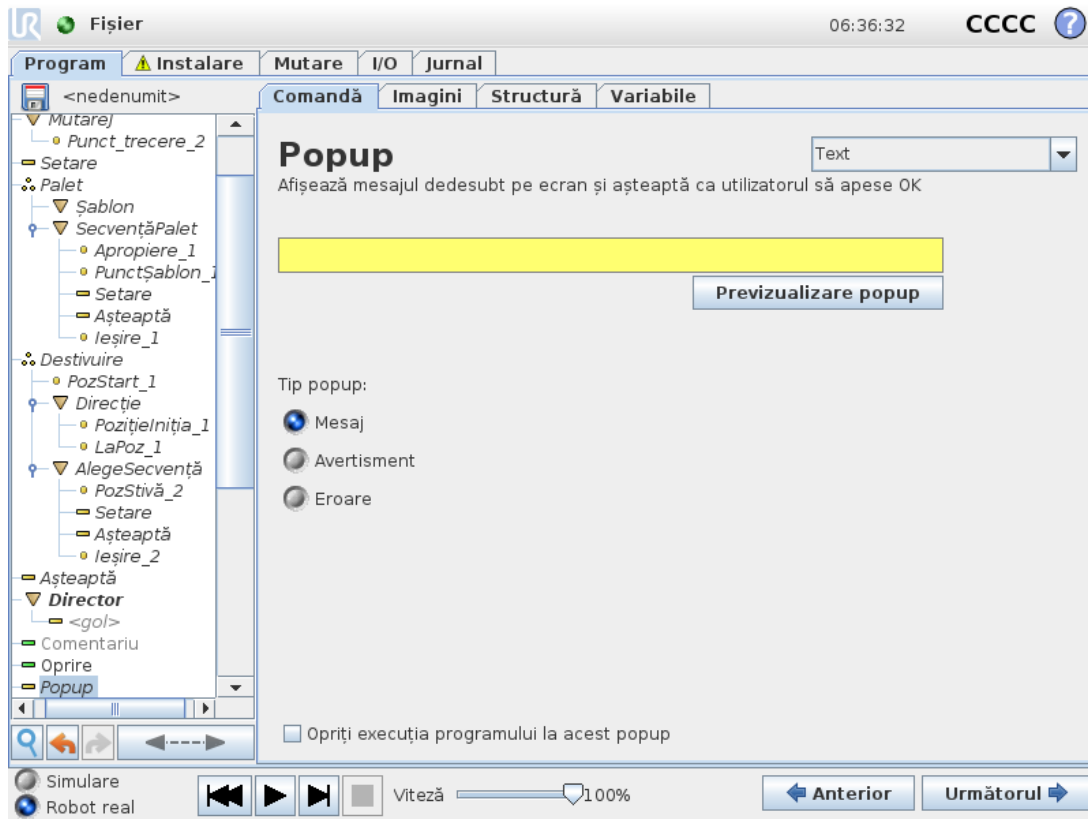 UR Fișier 06:36:32 CCCC ?
Program Instalare Mutare I/O Jurnal
<nedenumit>
Comandă Imagini Structură Variabile
MutareJ
Punct_trecere_2
Setare
Palet
Șablon
SecvențăPalet
Apropiere_1
PunctȘablon_1
Setare
Așteaptă
Ieșire_1
Destivuire
PozStart_1
Direcție
PozițieIniția_1
LaPoz_1
AlegeSecvență
PozStivă_2
Setare
Așteaptă
Ieșire_2
Așteaptă
Director
<gol>
Comentariu
Oprire
Popup
Popup
Text
Afișează mesajul dedesubt pe ecran și așteaptă ca utilizatorul să apese OK
Previzualizare popup
Tip popup:
Mesaj
Avertisment
Eroare
Opriți execuția programului la acest popup
Simulare
Robot real
Viteză 100%
Anterior
Următorul